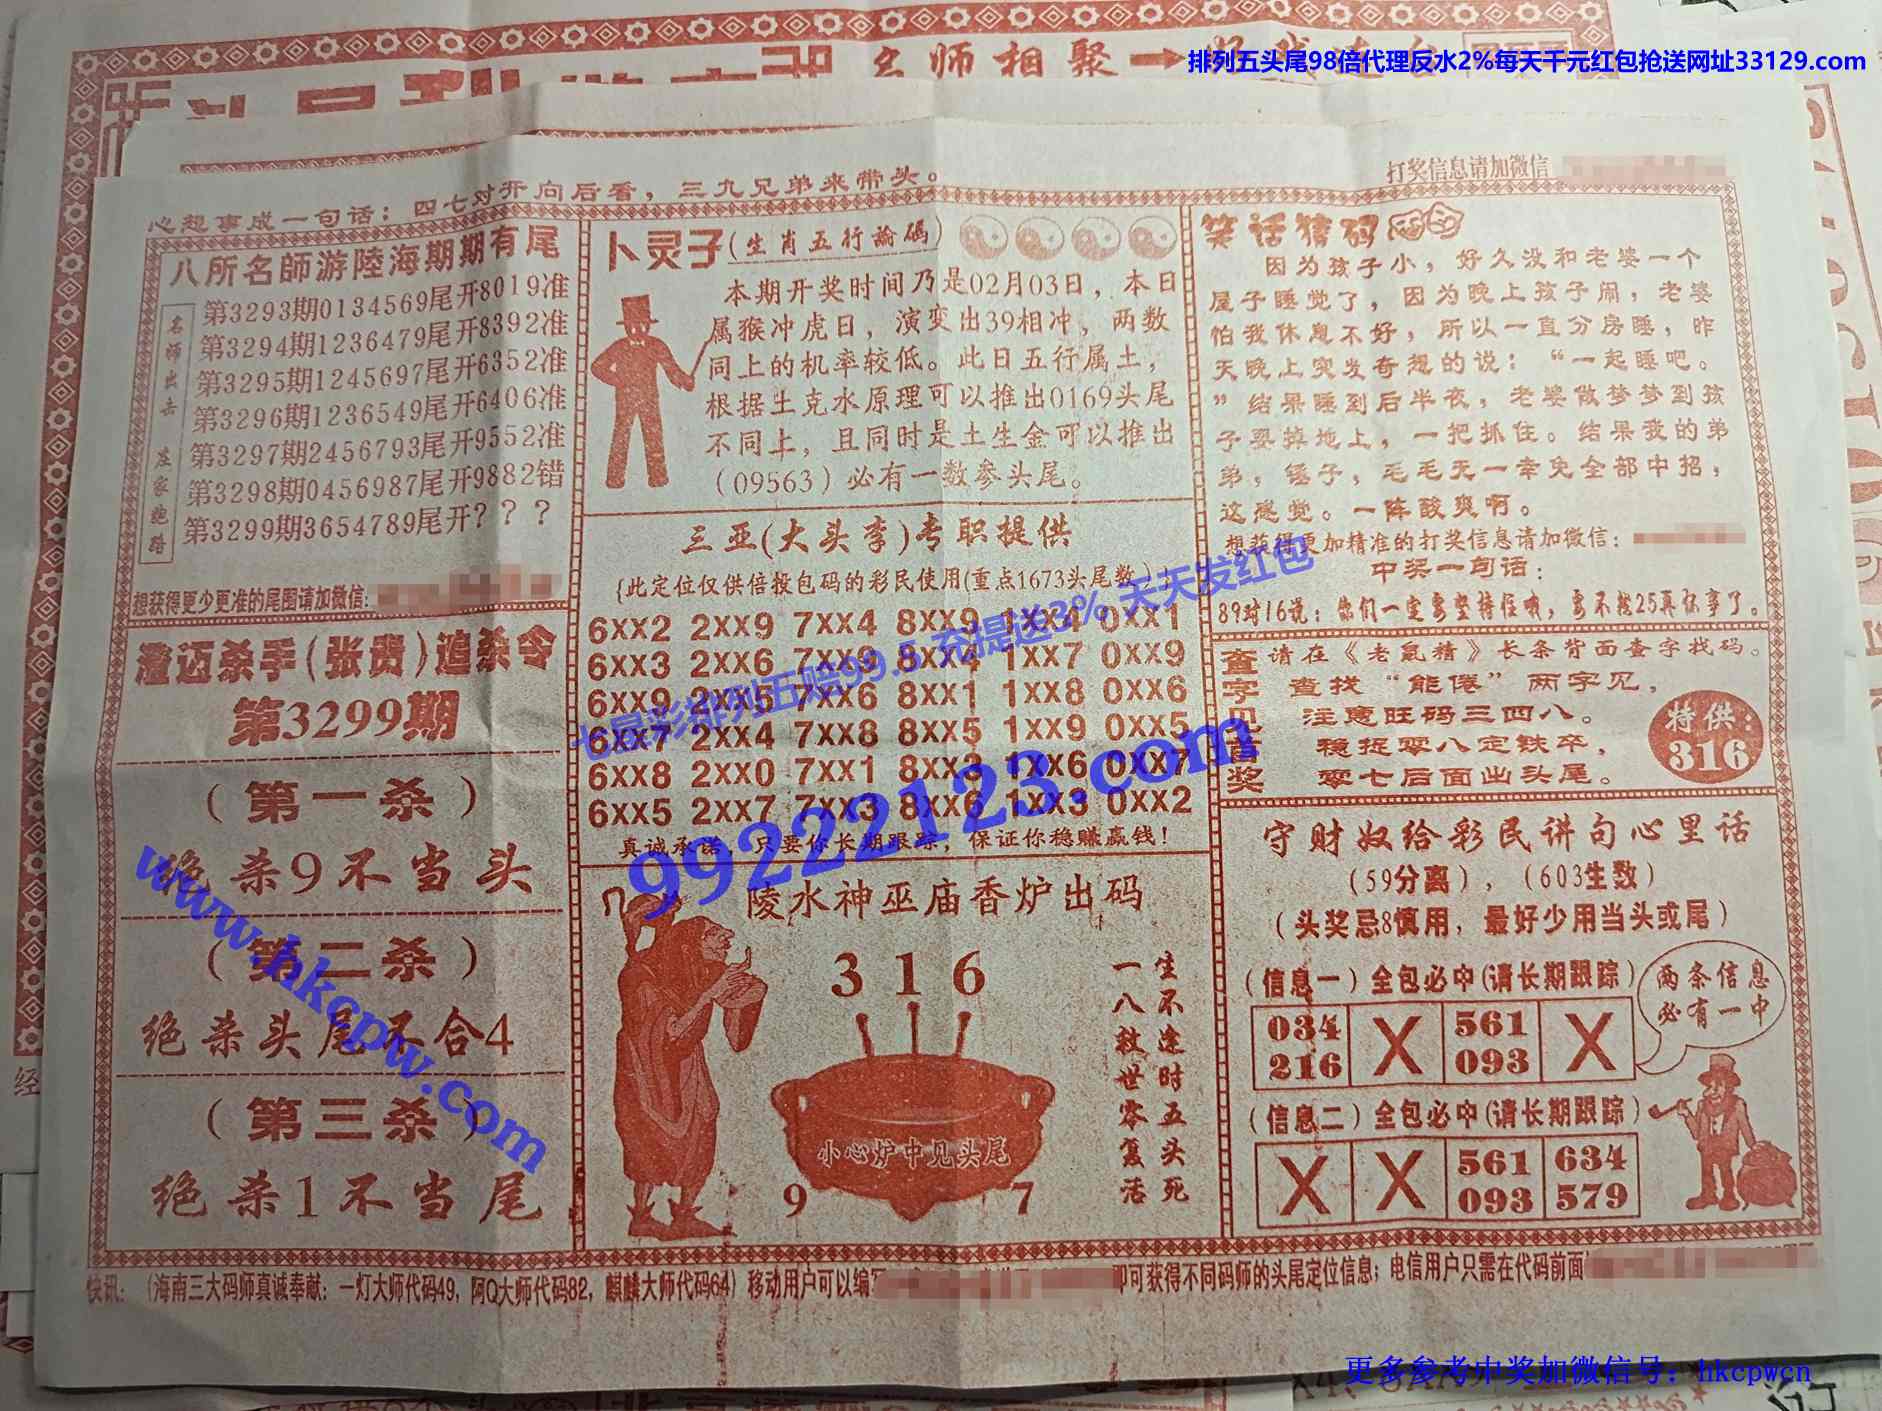 排列五头尾98倍代理反水2%每天千元红包抢送网址33129.com
名师相聚
打奖信息请加微信
心想事成一句话：四七对开向后看，三九兄弟来带头。
八所名師游陸海期期有尾
名师出击 庄家跑路
第3293期0134569尾开8019准
第3294期1236479尾开8392准
第3295期1245697尾开6352准
第3296期1236549尾开6406准
第3297期2456793尾开9552准
第3298期0456987尾开9882错
第3299期3654789尾开？？？
想获得更少更准的尾图请加微信:
澄迈杀手(张贵)追杀令
第3299期
(第一杀)
绝杀9不当头
(第二杀)
绝杀头尾不合4
(第三杀)
绝杀1不当尾
卜灵子(生肖五行論碼)
本期开奖时间乃是02月03日，本日
属猴冲虎日，演变出39相冲，两数
同上的机率较低。此日五行属土，
根据土克水原理可以推出0169头尾
不同上，且同时是土生金可以推出
（09563）必有一数参头尾。
三亚(大头李)专职提供
{此定位仅供倍投包码的彩民使用(重点1673头尾数)}
6XX2 2XX9 7XX4 8XX9 1XX4 0XX1
6XX3 2XX6 7XX9 8XX4 1XX7 0XX9
6XX9 2XX5 7XX6 8XX1 1XX8 0XX6
6XX7 2XX4 7XX8 8XX5 1XX9 0XX5
6XX8 2XX0 7XX1 8XX3 1XX6 0XX7
6XX5 2XX7 7XX3 8XX6 1XX3 0XX2
真诚承诺，只要你长期跟踪，保证你稳赚赢钱！
陵水神巫庙香炉出码
3 1 6
小心炉中见头尾
9 7
生不逢时五头死
一八救世零复活
笑话猜码
因为孩子小，好久没和老婆一个
屋子睡觉了，因为晚上孩子闹，老婆
怕我休息不好，所以一直分房睡，昨
天晚上突发奇想的说：“一起睡吧。
”结果睡到后半夜，老婆做梦梦到孩
子要掉地上，一把抓住。结果我的弟
弟，锤子，毛毛无一幸免全部中招，
这感觉。一阵酸爽啊。
想获得更加精准的打奖信息请加微信:
中奖一句话：
89对16说：你们一定要坚持住哦，要不找25真坏事了。
查字见营奖
请在《老鼠精》长条背面查字找码。
查找“能倦”两字见，
注意旺码三四八。
稳捉零八定铁卒，
零七后面出头尾。
特供：
316
守财奴给彩民讲句心里话
(59分离)，(603生数)
(头奖忌8慎用，最好少用当头或尾)
(信息一)全包必中(请长期跟踪)
034 X 561 X
216 093
两条信息
必有一中
(信息二)全包必中(请长期跟踪)
X X 561 634
093 579
快讯：(海南三大码师真诚奉献：一灯大师代码49, 阿Q大师代码82, 麒麟大师代码64)移动用户可以编写
即可获得不同码师的头尾定位信息；电信用户只需在代码前面
七星彩排列五赔99.5 充提送3% 天天发红包
99222123.com
www.hkcpw.com
更多参考中奖加微信号：hkcpwcn